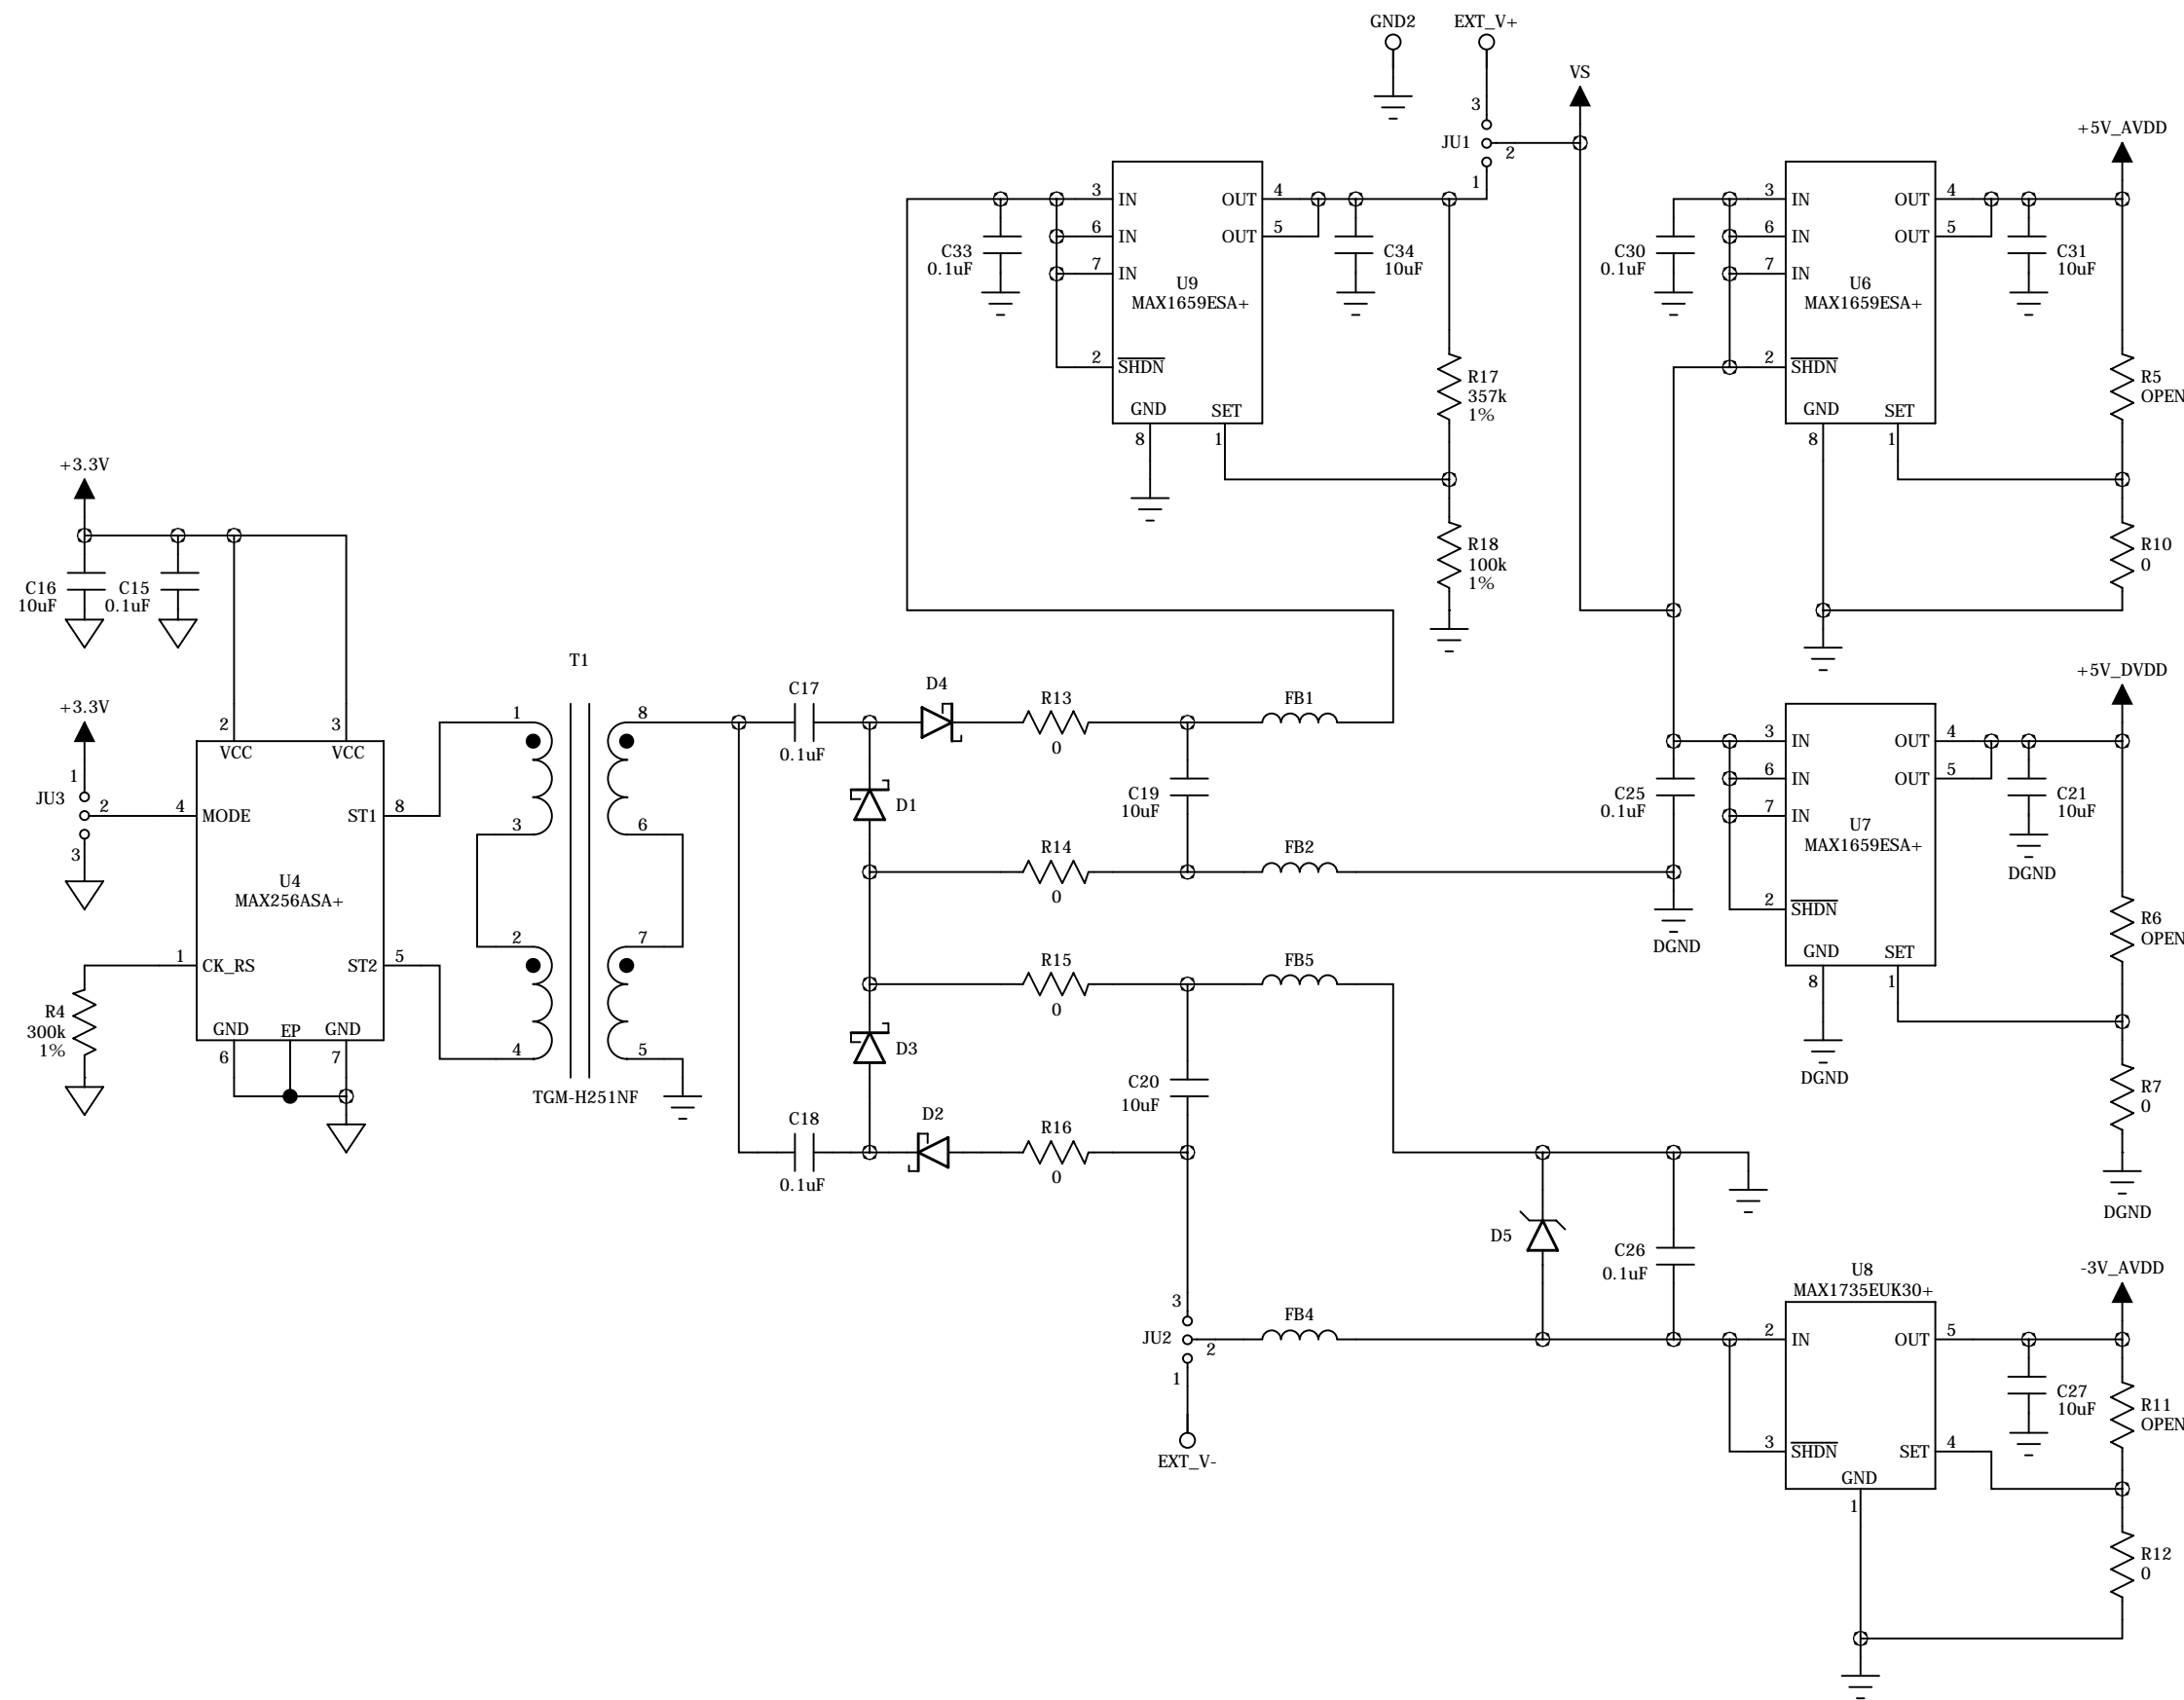 GND2
EXT_V+
VS
3
JU1
2
1
+5V_AVDD
3 IN
6 IN
7 IN
2 SHDN
OUT 4
OUT 5
U9
MAX1659ESA+
GND
SET
8
1
C33
0.1uF
C34
10uF
R17
357k
1%
R18
100k
1%
C30
0.1uF
3 IN
6 IN
7 IN
2 SHDN
OUT 4
OUT 5
U6
MAX1659ESA+
GND
SET
8
1
C31
10uF
R5
OPEN
R10
0
+3.3V
C16
10uF
C15
0.1uF
+3.3V
1
JU3
2
3
2
3
VCC
VCC
4 MODE
ST1 8
U4
MAX256ASA+
1 CK_RS
ST2 5
GND
EP
GND
6
7
R4
300k
1%
T1
1
3
2
4
8
6
7
5
TGM-H251NF
C17
0.1uF
D4
R13
0
FB1
D1
C19
10uF
R14
0
FB2
R15
0
FB5
D3
C20
10uF
C18
0.1uF
D2
R16
0
C25
0.1uF
DGND
+5V_DVDD
3 IN
6 IN
7 IN
2 SHDN
OUT 4
OUT 5
U7
MAX1659ESA+
GND
SET
8
1
DGND
C21
10uF
DGND
R6
OPEN
R7
0
DGND
D5
C26
0.1uF
3
JU2
2
1
EXT_V-
FB4
U8
MAX1735EUK30+
2 IN
3 SHDN
OUT 5
SET 4
GND
1
-3V_AVDD
C27
10uF
R11
OPEN
R12
0